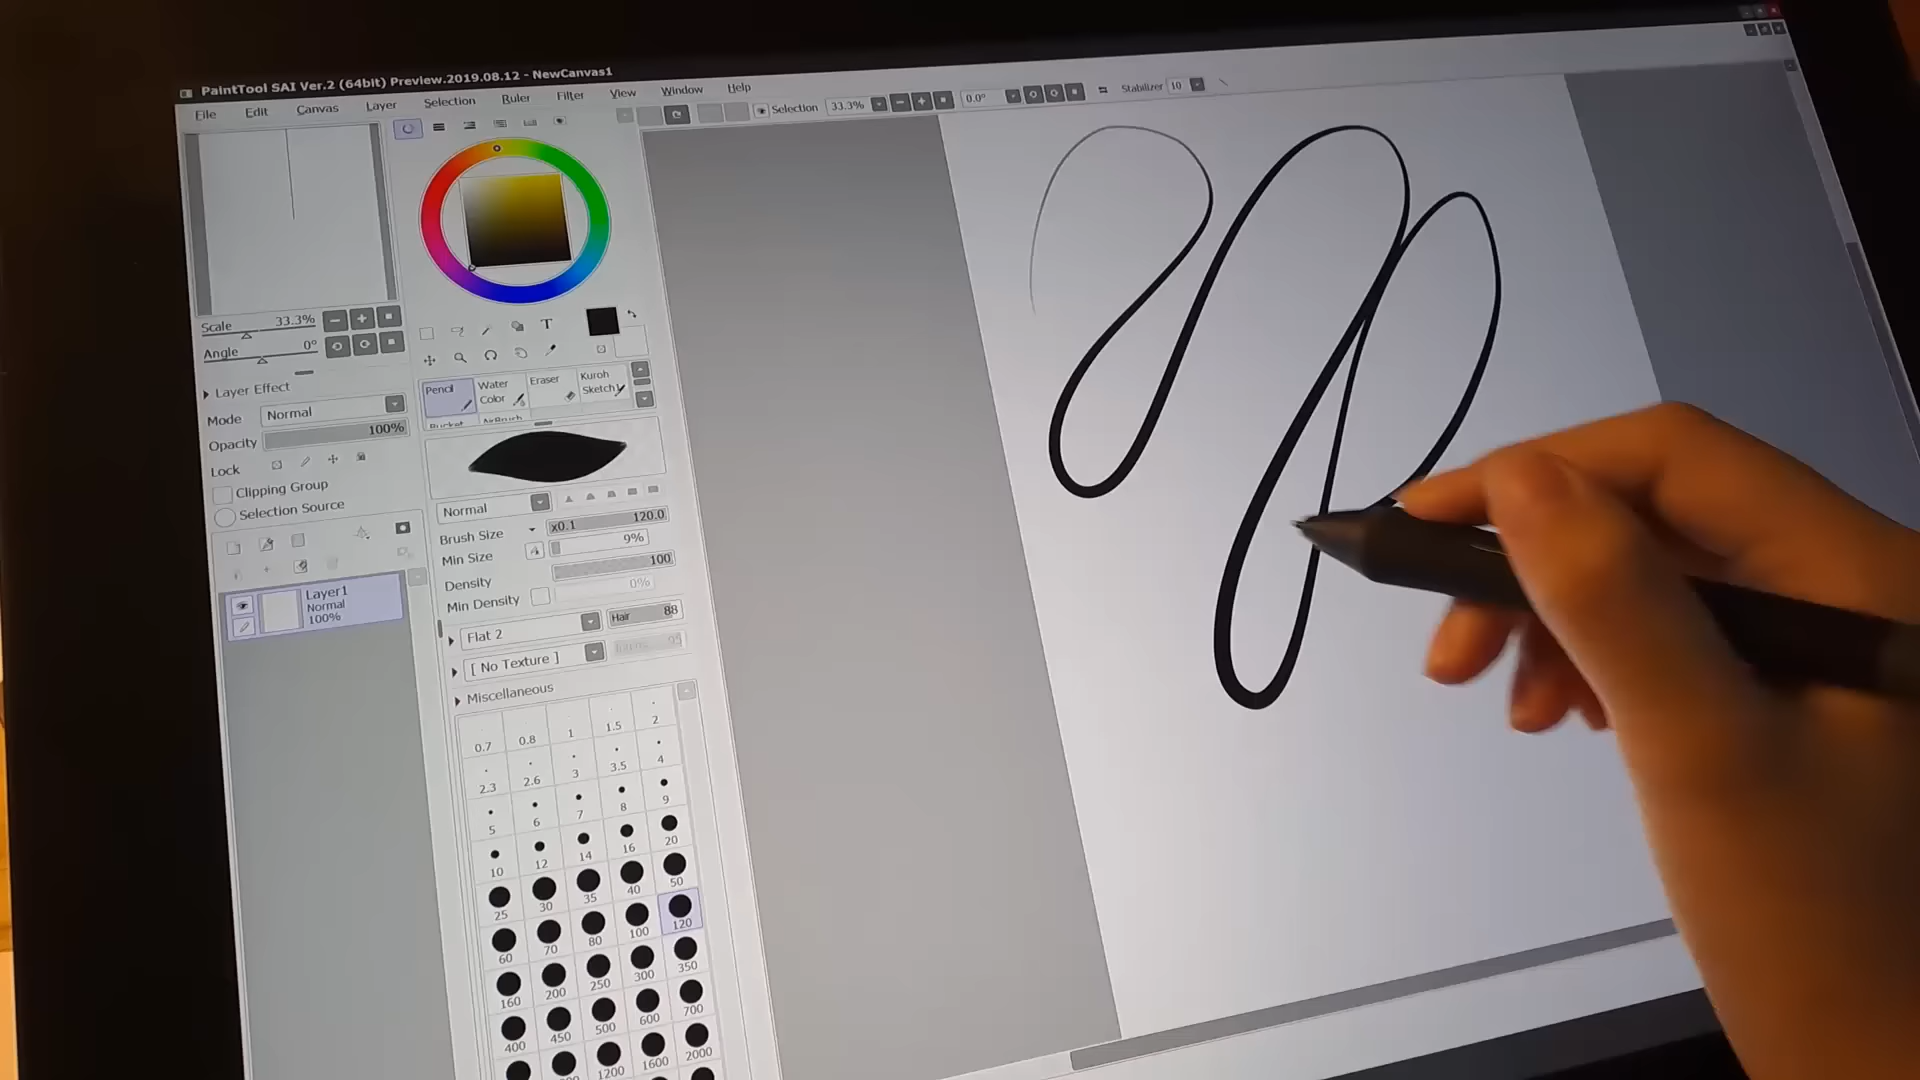 PaintTool SAI Ver.2 (64bit) Preview.2019.08.12 - NewCanvas1
File Edit Canvas Layer Selection Ruler Filter View Window Help
Selection 33.3% 0.0° Stabilizer 10
Scale 33.3%
Angle 0°
Layer Effect
Mode Normal
Opacity 100%
Lock
Clipping Group
Selection Source
Layer1
Normal
100%
T
Pencil
Water
Color
Eraser
Kuroh
Sketch
Bucket AirBrush
Normal
Brush Size x0.1 120.0
Min Size 9%
Density 100
Min Density 0%
Flat 2 Hair 88
[ No Texture ] 95
Miscellaneous
0.7 0.8 1 1.5 2
2.3 2.6 3 3.5 4
5 6 7 8 9
10 12 14 16 20
25 30 35 40 50
60 70 80 100 120
160 200 250 300 350
400 450 500 600 700
1200 1600 2000